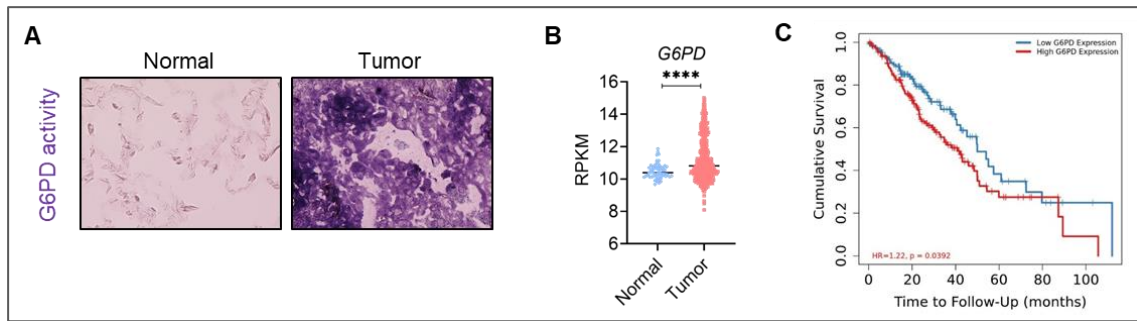 A
Normal
Tumor
G6PD activity
B
G6PD
****
16
14
12
10
8
6
RPKM
Normal
Tumor
C
Low G6PD Expression
High G6PD Expression
1.0
0.8
0.6
0.4
0.2
0.0
Cumulative Survival
HR=1.22, p = 0.0392
0 20 40 60 80 100
Time to Follow-Up (months)